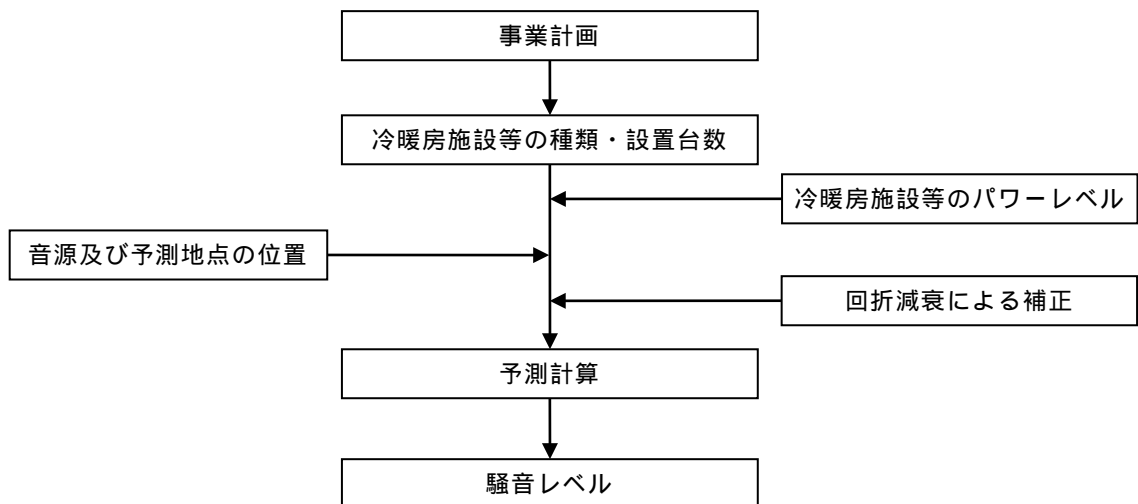 事業計画
冷暖房施設等の種類・設置台数
冷暖房施設等のパワーレベル
音源及び予測地点の位置
回折減衰による補正
予測計算
騒音レベル